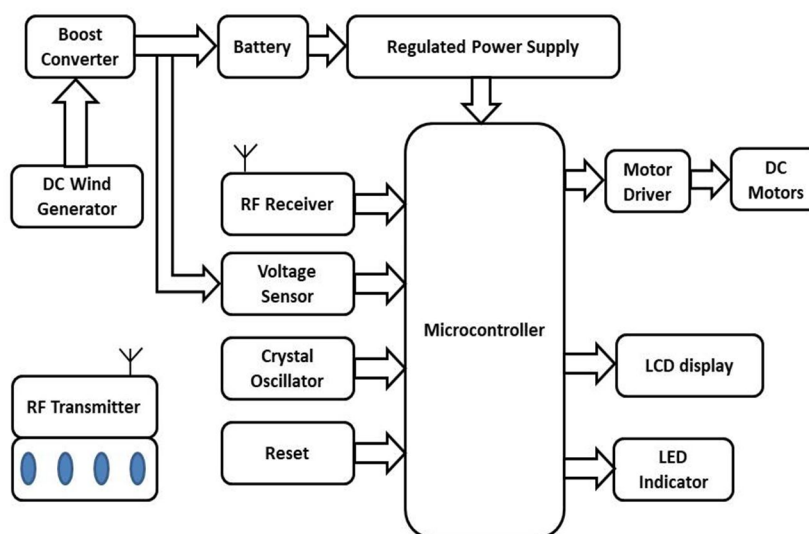 Boost
Converter
Battery
Regulated Power Supply
DC Wind
Generator
RF Receiver
Motor
Driver
DC
Motors
Voltage
Sensor
Microcontroller
Crystal
Oscillator
LCD display
RF Transmitter
Reset
LED
Indicator